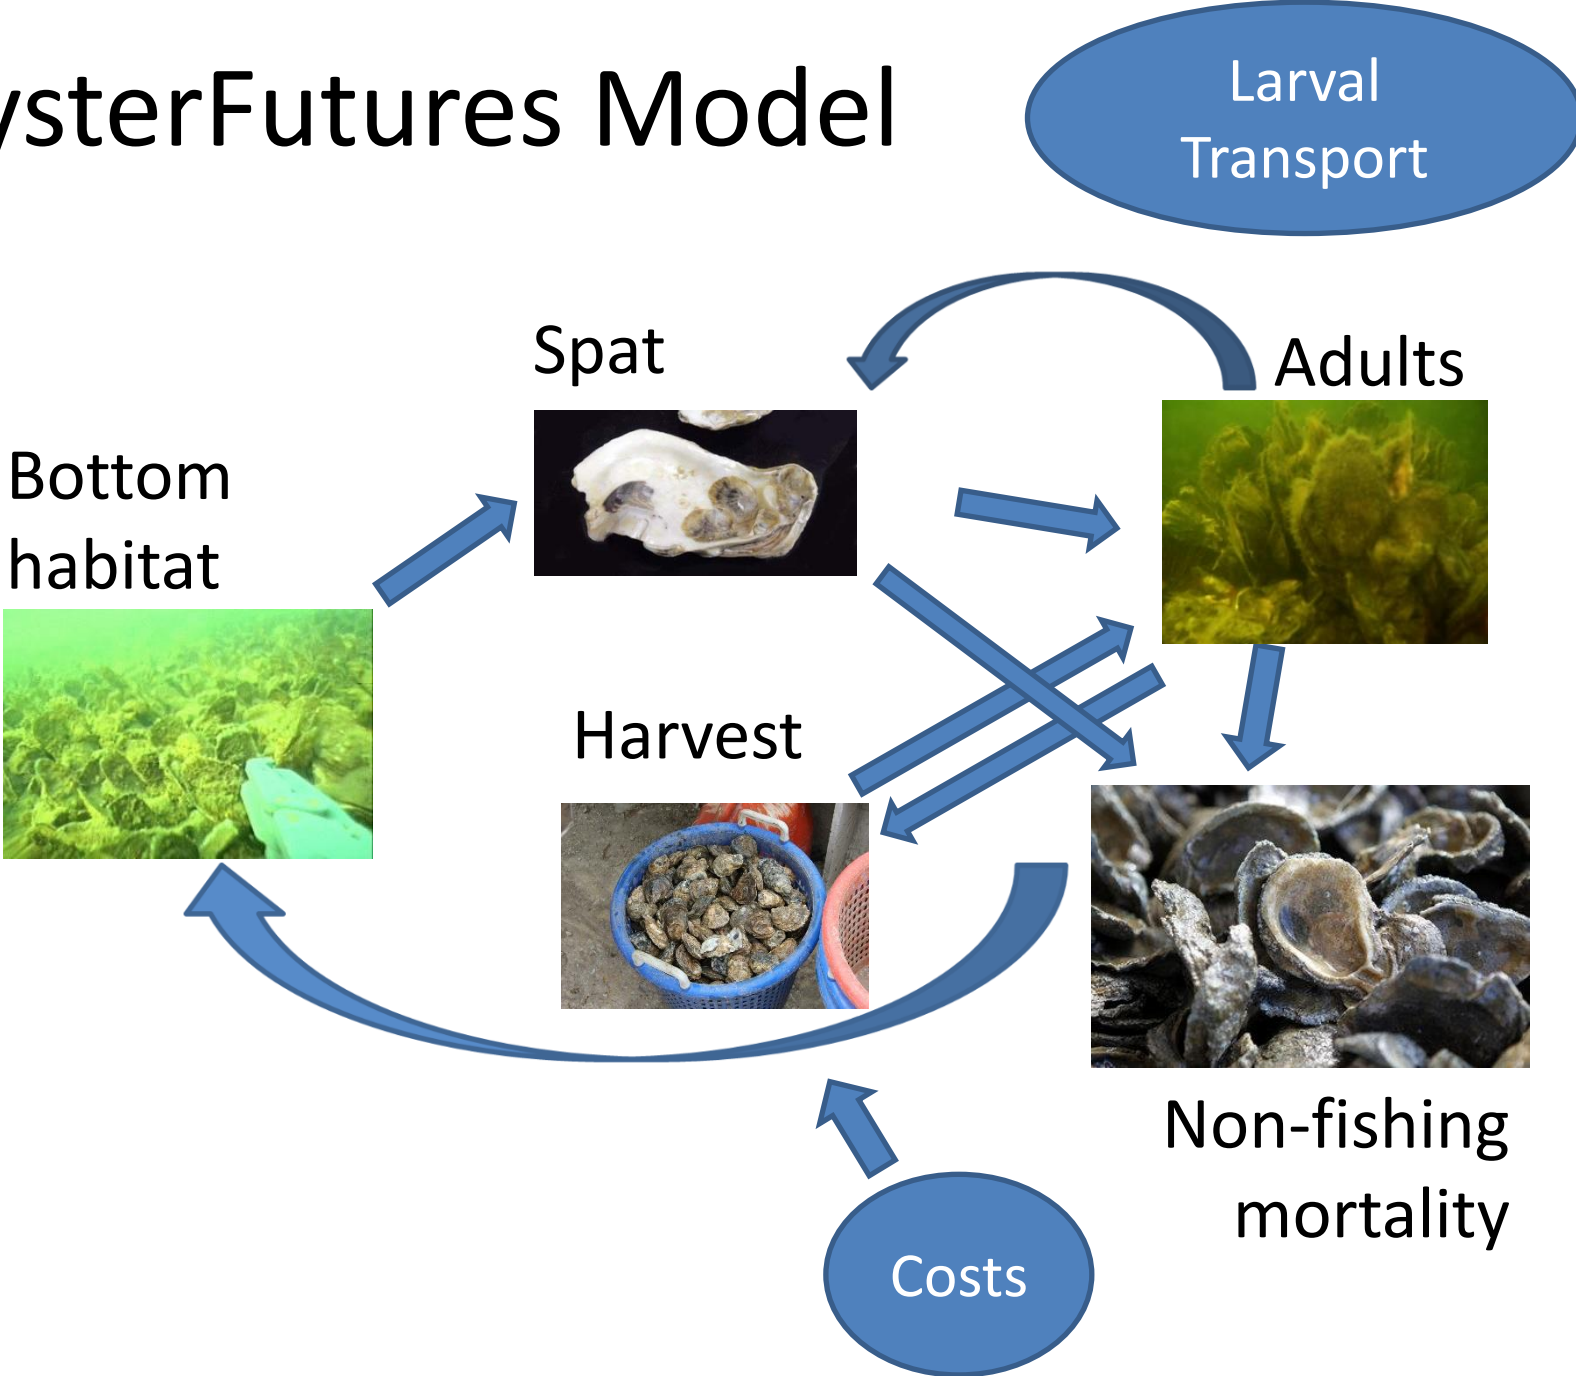 ysterFutures Model
Larval
Transport
Spat
Adults
Bottom
habitat
Harvest
Non-fishing
mortality
Costs